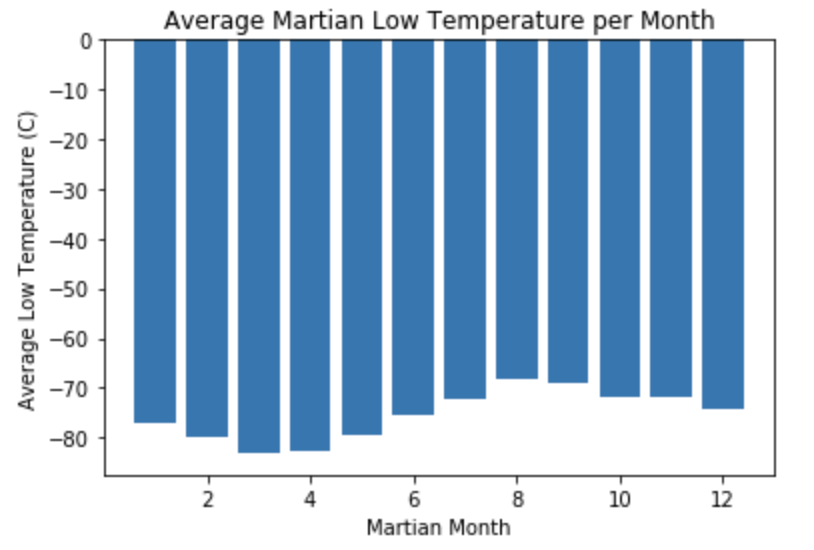 Average Martian Low Temperature per Month
Average Low Temperature (C)
0
−10
−20
−30
−40
−50
−60
−70
−80
2 4 6 8 10 12
Martian Month